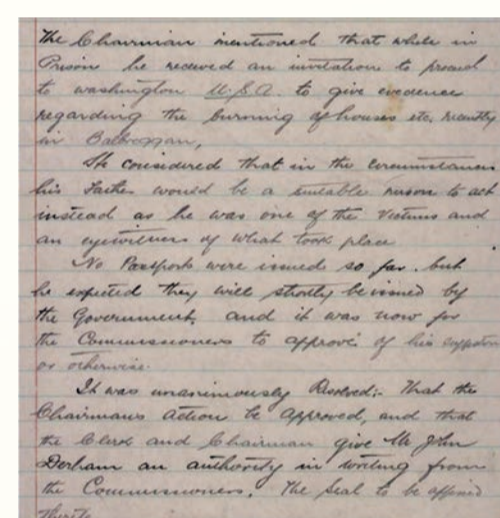 The Chairman mentioned that while in
Prison he received an invitation to proceed
to Washington U.S.A. to give evidence
regarding the burning of houses etc. recently
in Balbriggan,
He considered that in the circumstances
his Father would be a suitable person to act
instead as he was one of the victims and
an eyewitness of what took place
No Passports were issued so far, but
he expected they will shortly be issued by
the Government, and it was now for
the Commissioners to approve of his
or otherwise.
It was unanimously Resolved:- That the
Chairmans action be approved, and that
the Clerk and Chairman give Mr John
Derham an authority in writing from
the Commissioners. The Seal to be affixed
thereto